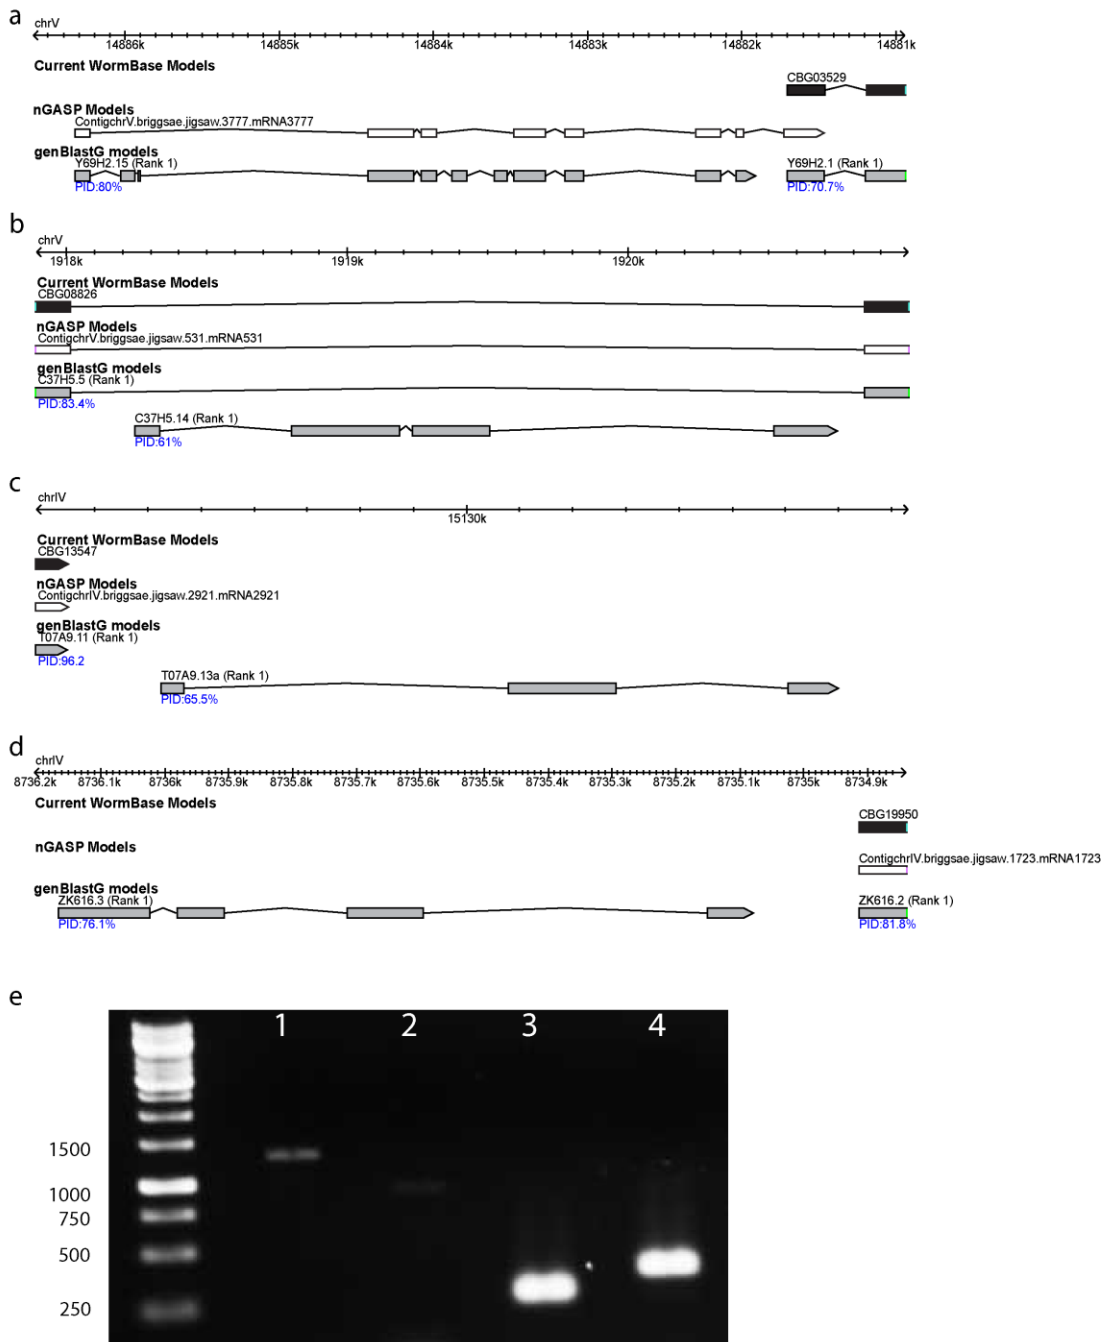 a
chrV
14886k 14885k 14884k 14883k 14882k 14881k
Current WormBase Models
CBG03529
nGASP Models
ContigchrV.briggsae.jigsaw.3777.mRNA3777
genBlastG models
Y69H2.15 (Rank 1) Y69H2.1 (Rank 1)
PID:80% PID:70.7%
b
chrV
1918k 1919k 1920k
Current WormBase Models
CBG08826
nGASP Models
ContigchrV.briggsae.jigsaw.531.mRNA531
genBlastG models
C37H5.5 (Rank 1)
PID:83.4%
C37H5.14 (Rank 1)
PID:61%
c
chrIV
15130k
Current WormBase Models
CBG13547
nGASP Models
ContigchrIV.briggsae.jigsaw.2921.mRNA2921
genBlastG models
T07A9.11 (Rank 1)
PID:96.2
T07A9.13a (Rank 1)
PID:65.5%
d
chrIV
8736.2k 8736.1k 8736k 8735.9k 8735.8k 8735.7k 8735.6k 8735.5k 8735.4k 8735.3k 8735.2k 8735.1k 8735k 8734.9k
Current WormBase Models
CBG19950
nGASP Models
ContigchrIV.briggsae.jigsaw.1723.mRNA1723
genBlastG models
ZK616.3 (Rank 1) ZK616.2 (Rank 1)
PID:76.1% PID:81.8%
e
1 2 3 4
1500
1000
750
500
250